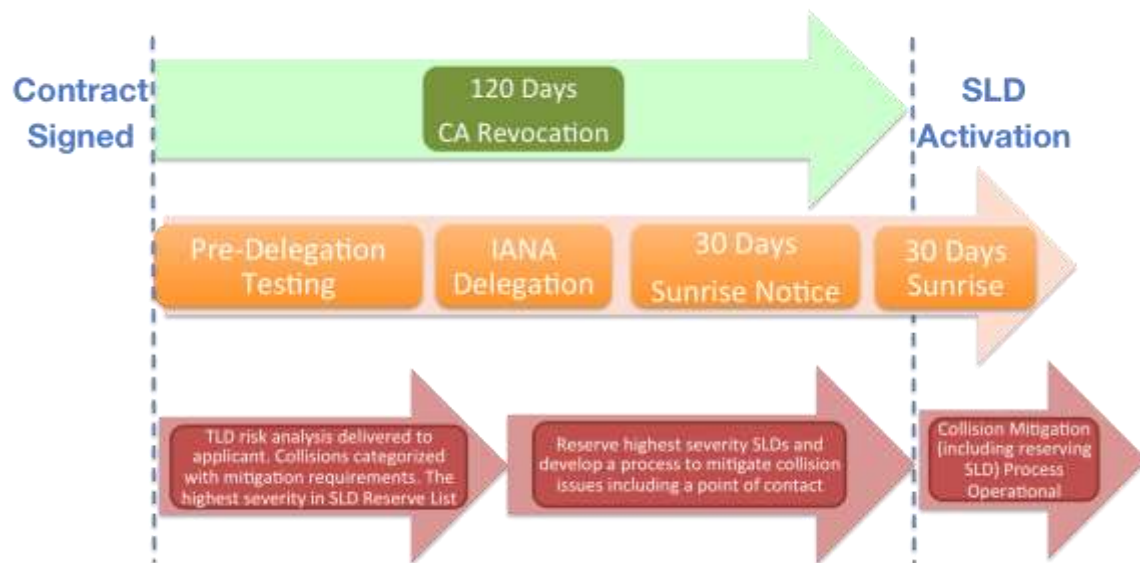 Contract
Signed
120 Days
CA Revocation
SLD
Activation
Pre-Delegation
Testing
IANA
Delegation
30 Days
Sunrise Notice
30 Days
Sunrise
TLD risk analysis delivered to
applicant. Collisions categorized
with mitigation requirements. The
highest severity in SLD Reserve List
Reserve highest severity SLDs and
develop a process to mitigate collision
issues including a point of contact
Collision Mitigation
(including reserving
SLD) Process
Operational